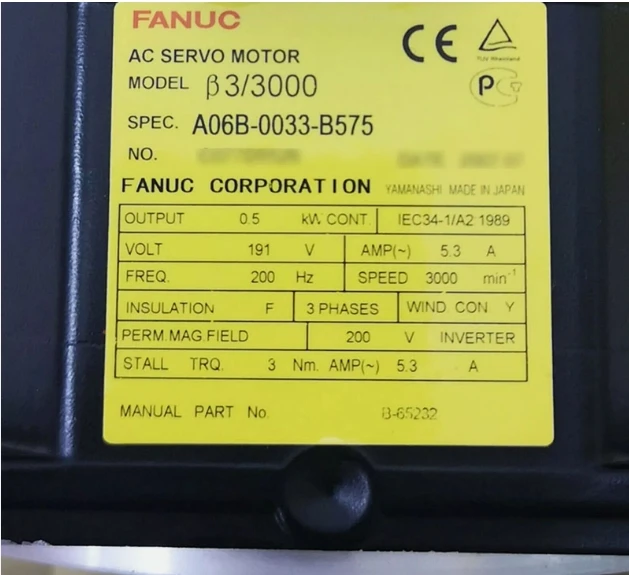 FANUC
CE
TÜV Rheinland
AC SERVO MOTOR
MODEL β3/3000
SPEC. A06B-0033-B575
NO.
FANUC CORPORATION YAMANASHI MADE IN JAPAN
OUTPUT 0.5 kW CONT. IEC34-1/A2 1989
VOLT 191 V AMP(~) 5.3 A
FREQ. 200 Hz SPEED 3000 min⁻¹
INSULATION F 3 PHASES WIND CON Y
PERM.MAG.FIELD 200 V INVERTER
STALL TRQ. 3 Nm. AMP(~) 5.3 A
MANUAL PART No. B-65232